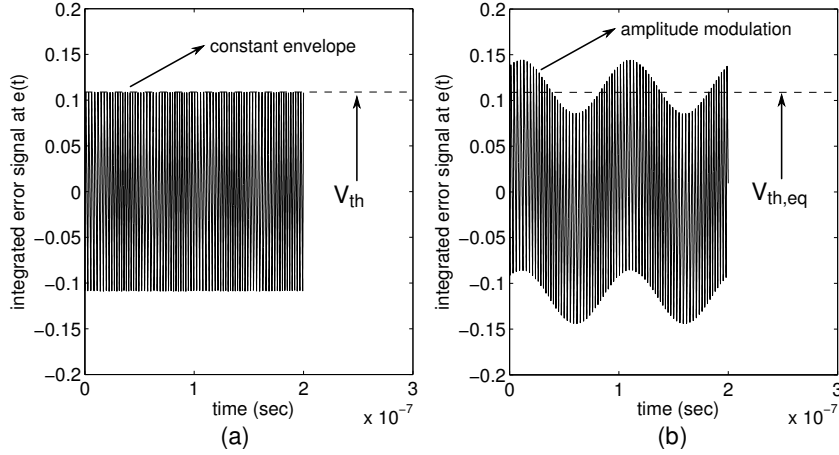 0.2
0.15
0.1
0.05
0
−0.05
−0.1
−0.15
−0.2
integrated error signal at e(t)
constant envelope
V_th
0
1
2
3
time (sec)
x 10^−7
(a)
0.2
0.15
0.1
0.05
0
−0.05
−0.1
−0.15
−0.2
integrated error signal at e(t)
amplitude modulation
V_th,eq
0
1
2
3
time (sec)
x 10^−7
(b)